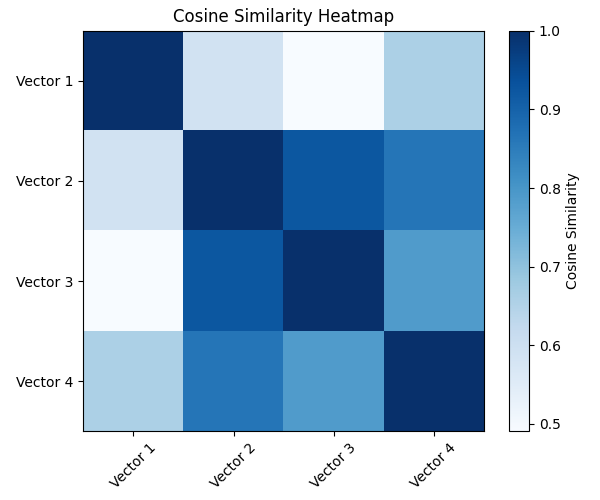 Cosine Similarity Heatmap
Vector 1
Vector 2
Vector 3
Vector 4
Vector 1
Vector 2
Vector 3
Vector 4
1.0
0.9
0.8
0.7
0.6
0.5
Cosine Similarity